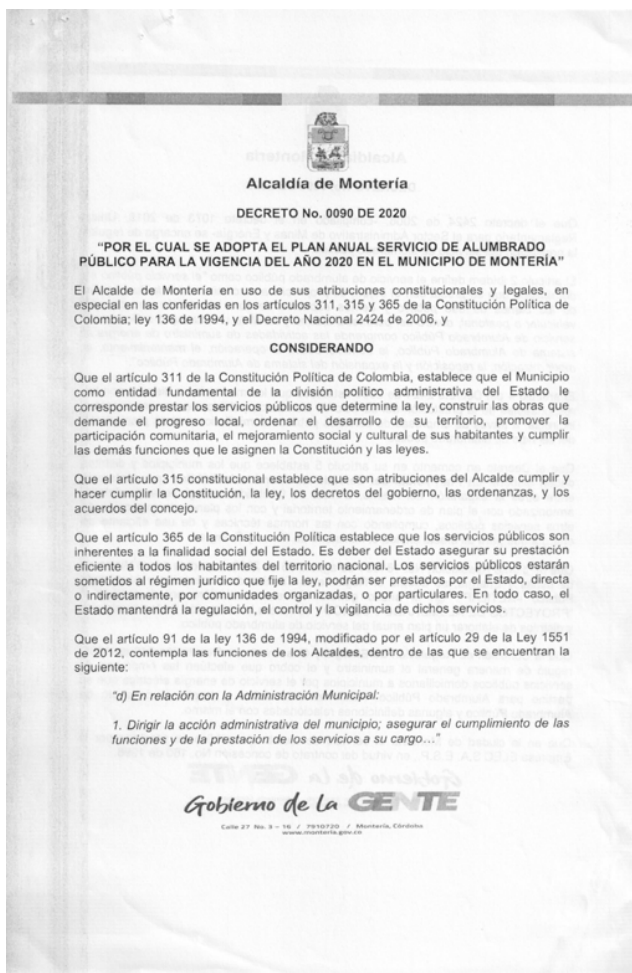 Alcaldía de Montería
DECRETO No. 0090 DE 2020
"POR EL CUAL SE ADOPTA EL PLAN ANUAL SERVICIO DE ALUMBRADO
PÚBLICO PARA LA VIGENCIA DEL AÑO 2020 EN EL MUNICIPIO DE MONTERÍA"
El Alcalde de Montería en uso de sus atribuciones constitucionales y legales, en
especial en las conferidas en los artículos 311, 315 y 365 de la Constitución Política de
Colombia; ley 136 de 1994, y el Decreto Nacional 2424 de 2006, y
CONSIDERANDO
Que el artículo 311 de la Constitución Política de Colombia, establece que el Municipio
como entidad fundamental de la división político administrativa del Estado le
corresponde prestar los servicios públicos que determine la ley, construir las obras que
demande el progreso local, ordenar el desarrollo de su territorio, promover la
participación comunitaria, el mejoramiento social y cultural de sus habitantes y cumplir
las demás funciones que le asignen la Constitución y las leyes.
Que el artículo 315 constitucional establece que son atribuciones del Alcalde cumplir y
hacer cumplir la Constitución, la ley, los decretos del gobierno, las ordenanzas, y los
acuerdos del concejo.
Que el artículo 365 de la Constitución Política establece que los servicios públicos son
inherentes a la finalidad social del Estado. Es deber del Estado asegurar su prestación
eficiente a todos los habitantes del territorio nacional. Los servicios públicos estarán
sometidos al régimen jurídico que fije la ley, podrán ser prestados por el Estado, directa
o indirectamente, por comunidades organizadas, o por particulares. En todo caso, el
Estado mantendrá la regulación, el control y la vigilancia de dichos servicios.
Que el artículo 91 de la ley 136 de 1994, modificado por el artículo 29 de la Ley 1551
de 2012, contempla las funciones de los Alcaldes, dentro de las que se encuentran la
siguiente:
"d) En relación con la Administración Municipal:
1. Dirigir la acción administrativa del municipio; asegurar el cumplimiento de las
funciones y de la prestación de los servicios a su cargo…"
Gobierno de la GENTE
Calle 27 No. 3 – 16 / 7910720 / Montería, Córdoba
www.monteria.gov.co